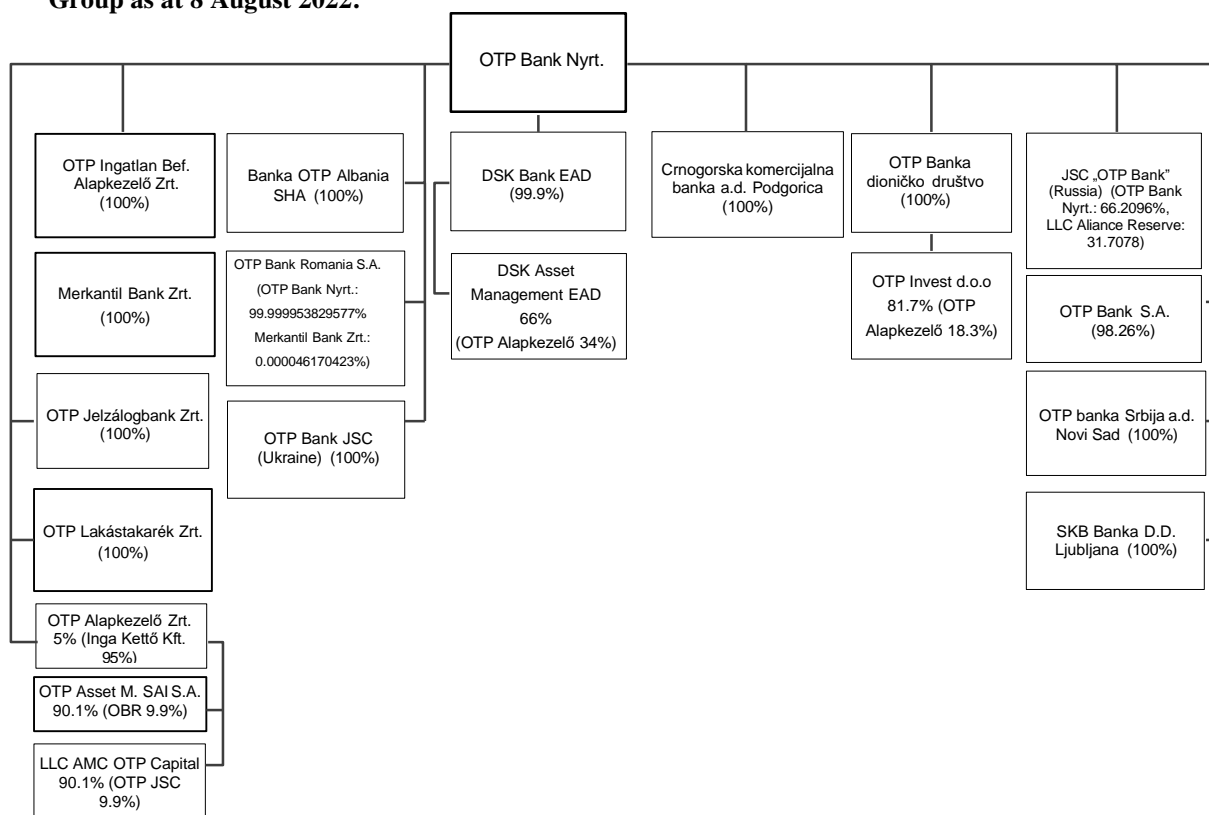 Group as at 8 August 2022:
OTP Bank Nyrt.
OTP Ingatlan Bef.
Alapkezelő Zrt.
(100%)
Banka OTP Albania
SHA (100%)
DSK Bank EAD
(99.9%)
Crnogorska komercijalna
banka a.d. Podgorica
(100%)
OTP Banka
dioničko društvo
(100%)
JSC „OTP Bank”
(Russia) (OTP Bank
Nyrt.: 66.2096%,
LLC Aliance Reserve:
31.7078)
Merkantil Bank Zrt.
(100%)
OTP Bank Romania S.A.
(OTP Bank Nyrt.:
99.999953829577%
Merkantil Bank Zrt.:
0.000046170423%)
DSK Asset
Management EAD
66%
(OTP Alapkezelő 34%)
OTP Invest d.o.o
81.7% (OTP
Alapkezelő 18.3%)
OTP Bank S.A.
(98.26%)
OTP Jelzálogbank Zrt.
(100%)
OTP Bank JSC
(Ukraine) (100%)
OTP banka Srbija a.d.
Novi Sad (100%)
OTP Lakástakarék Zrt.
(100%)
SKB Banka D.D.
Ljubljana (100%)
OTP Alapkezelő Zrt.
5% (Inga Kettő Kft.
95%)
OTP Asset M. SAI S.A.
90.1% (OBR 9.9%)
LLC AMC OTP Capital
90.1% (OTP JSC
9.9%)